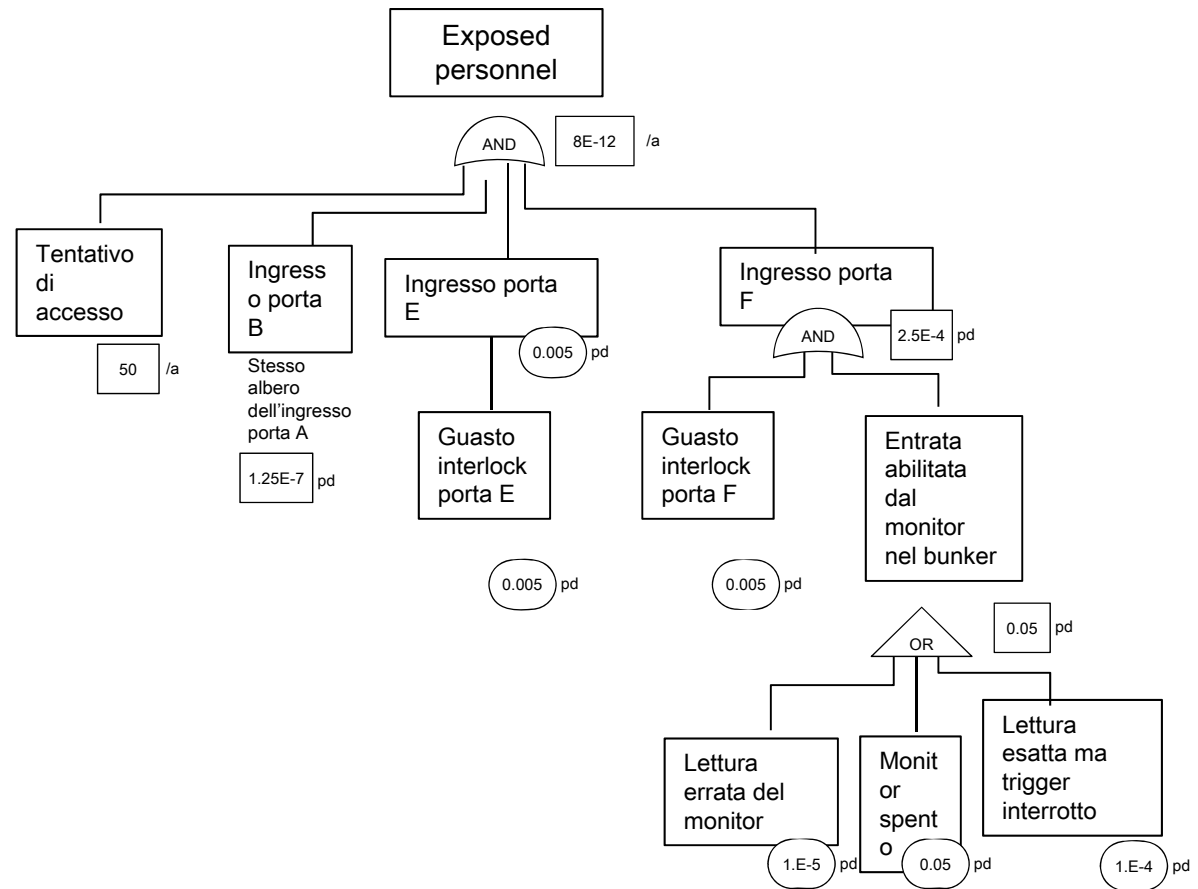 Exposed
personnel
AND
8E-12 /a
Tentativo
di
accesso
50 /a
Ingress
o porta
B
Stesso
albero
dell'ingresso
porta A
1.25E-7 pd
Ingresso porta
E
0.005 pd
Guasto
interlock
porta E
0.005 pd
Ingresso porta
F
AND
2.5E-4 pd
Guasto
interlock
porta F
0.005 pd
Entrata
abilitata
dal
monitor
nel bunker
0.05 pd
OR
Lettura
errata del
monitor
1.E-5 pd
Monit
or
spent
o
0.05 pd
Lettura
esatta ma
trigger
interrotto
1.E-4 pd